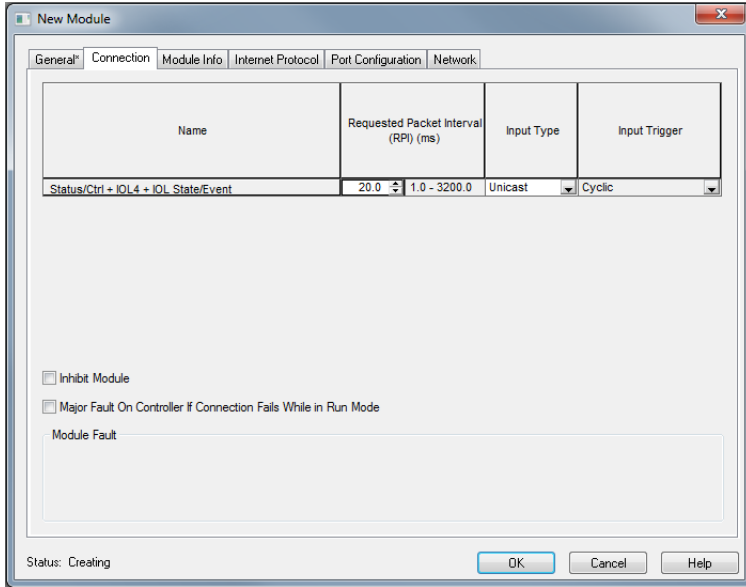 New Module
General* Connection Module Info Internet Protocol Port Configuration Network
Name
Requested Packet Interval
(RPI) (ms)
Input Type
Input Trigger
Status/Ctrl + IOL4 + IOL State/Event 20.0 1.0 - 3200.0 Unicast Cyclic
Inhibit Module
Major Fault On Controller If Connection Fails While in Run Mode
Module Fault
Status: Creating OK Cancel Help